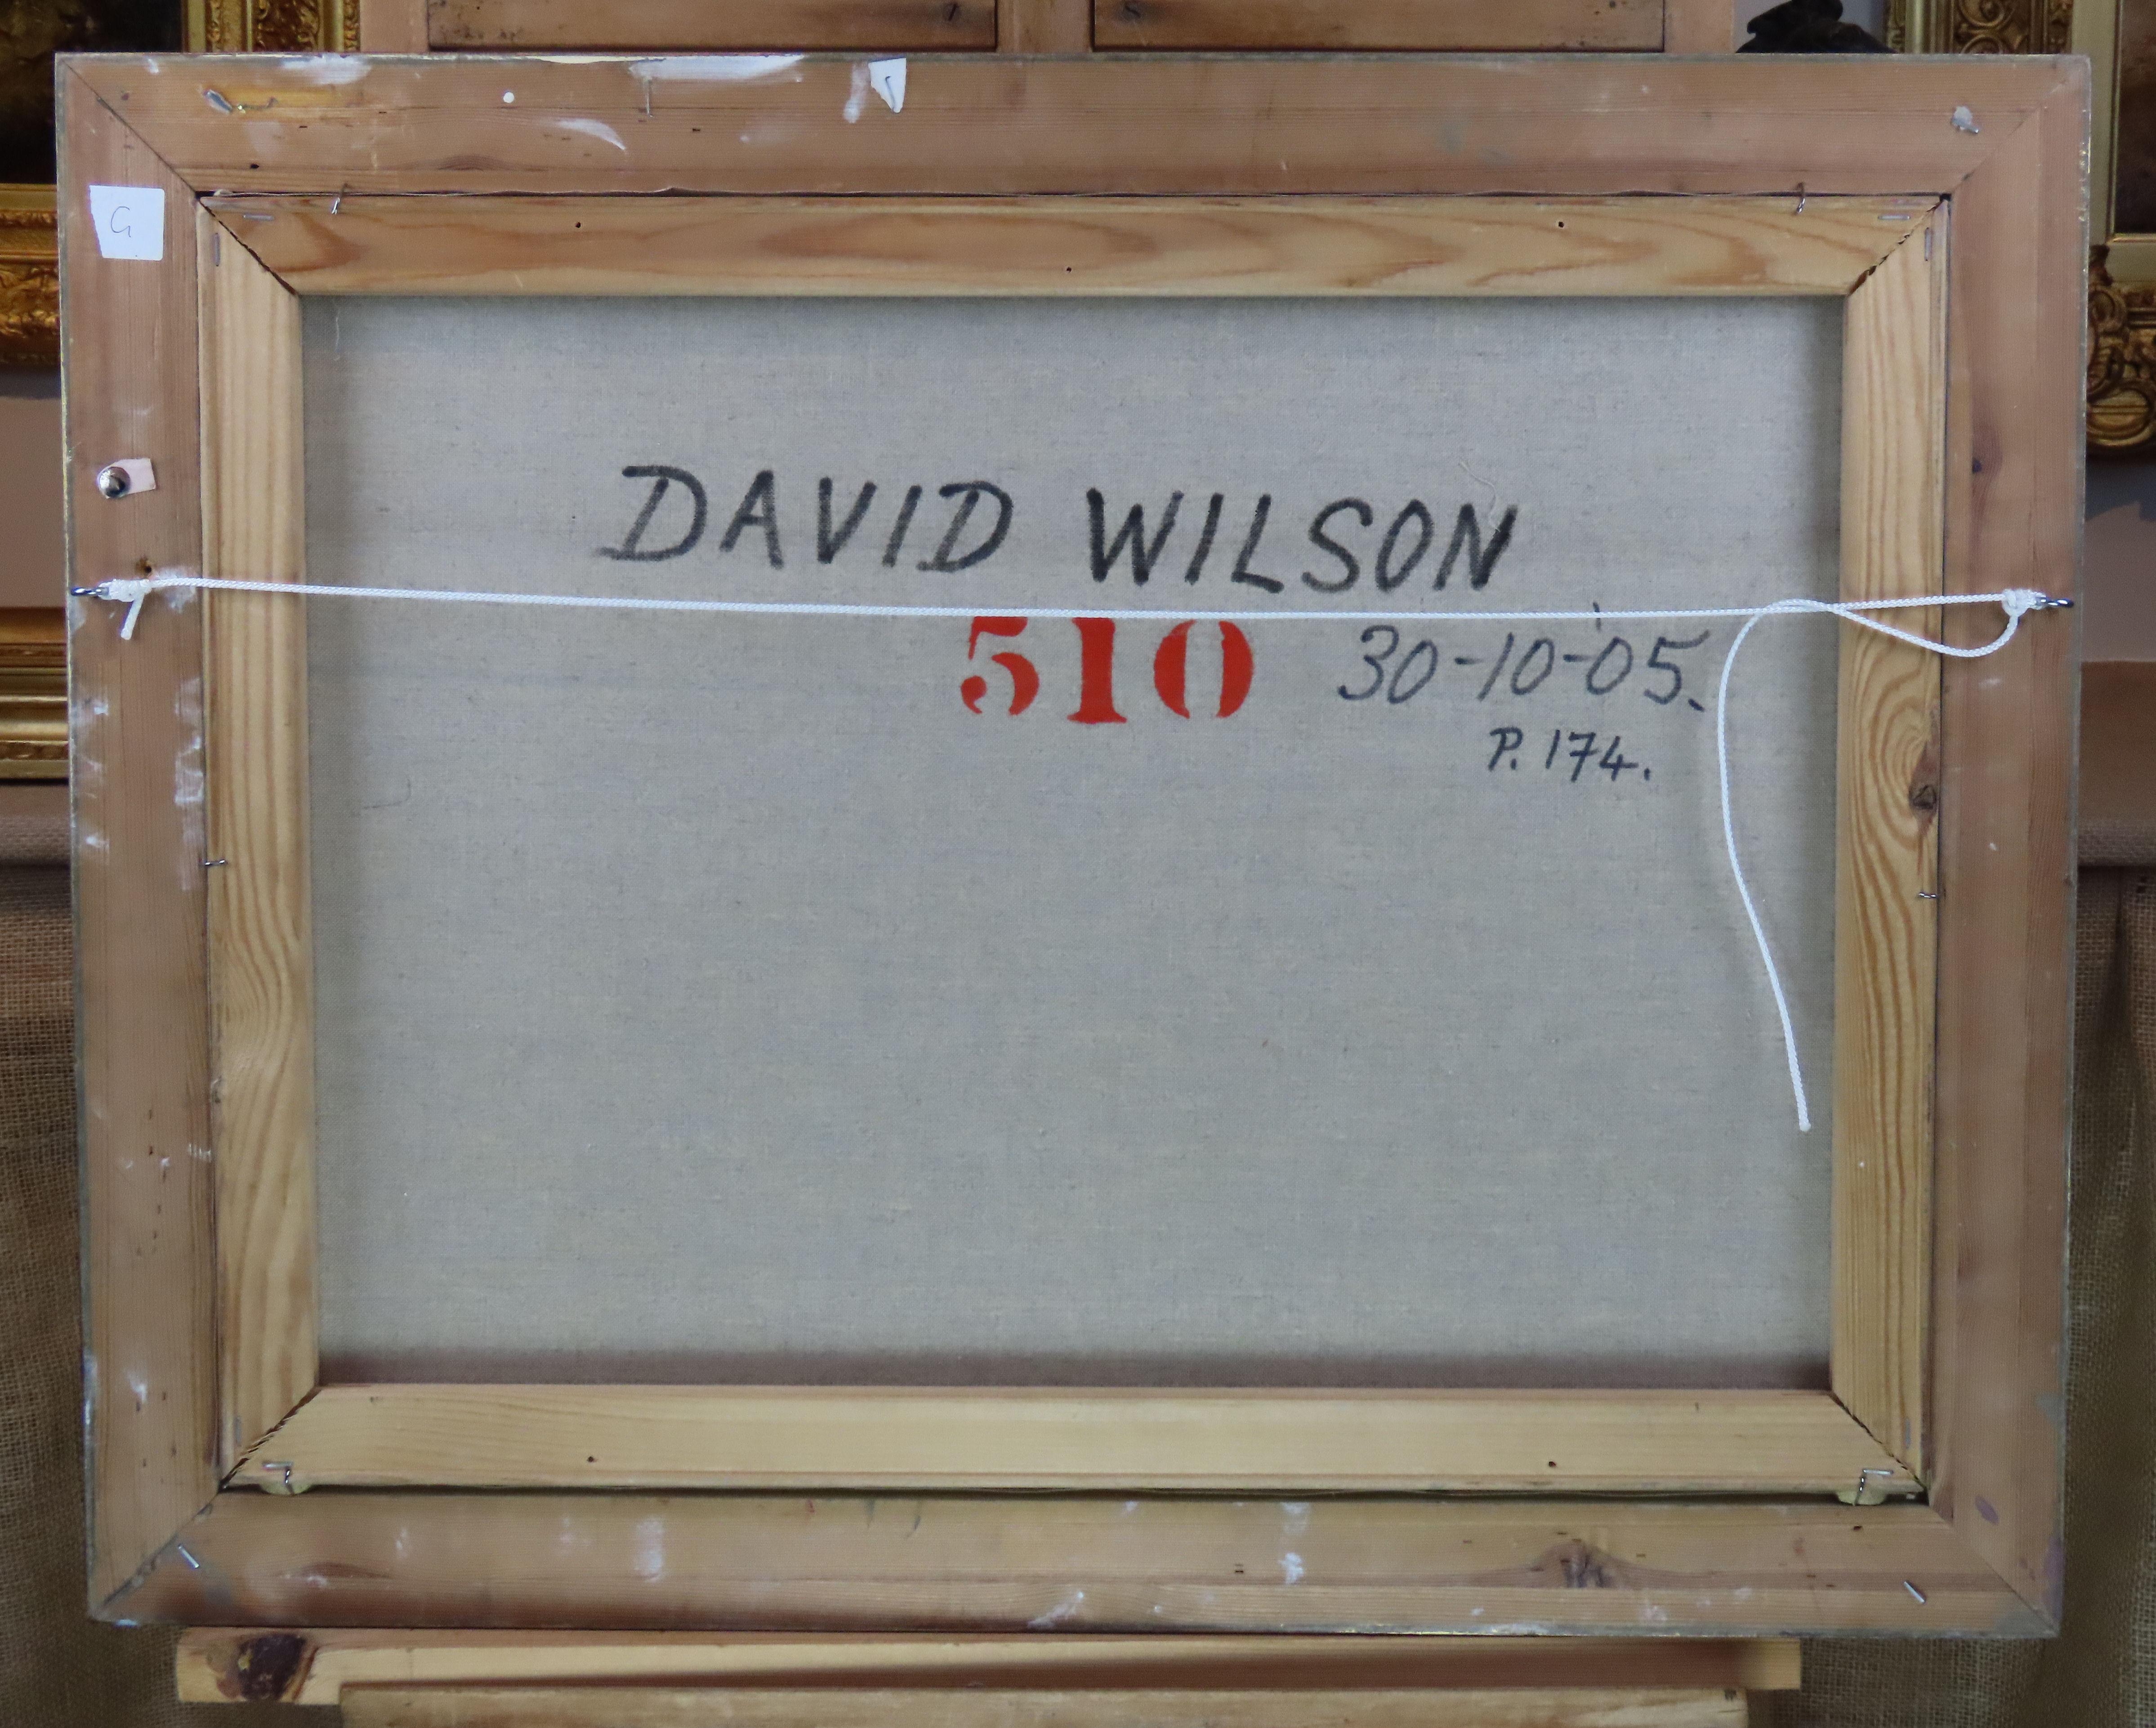 G
DAVID WILSON
510 30-10-05.
P. 174.